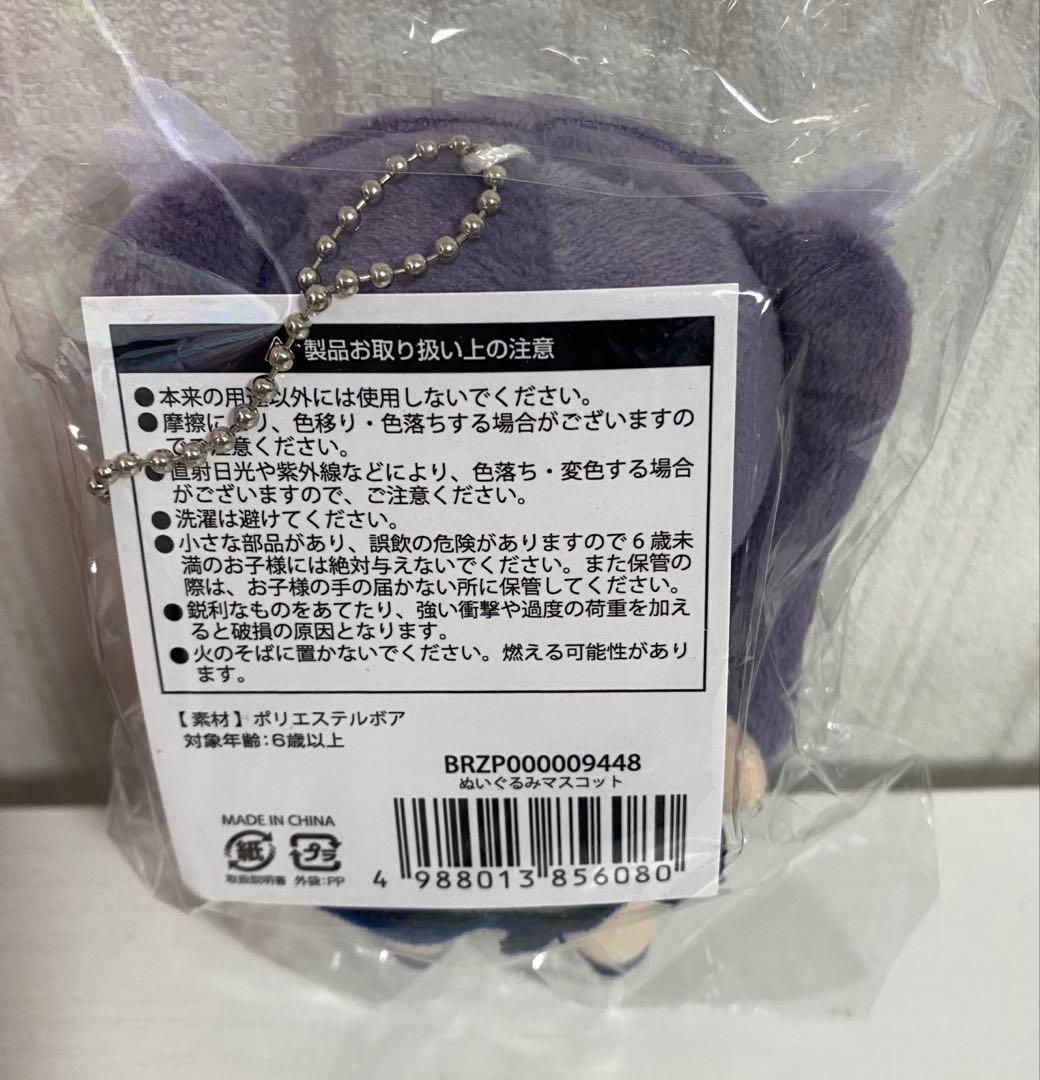 製品お取り扱い上の注意
●本来の用途以外には使用しないでください。
●摩擦により、色移り・色落ちする場合がございますの
でご注意ください。
●直射日光や紫外線などにより、色落ち・変色する場合
がございますので、ご注意ください。
●洗濯は避けてください。
●小さな部品があり、誤飲の危険がありますので6歳未
満のお子様には絶対与えないでください。また保管の
際は、お子様の手の届かない所に保管してください。
●鋭利なものをあてたり、強い衝撃や過度の荷重を加え
ると破損の原因となります。
●火のそばに置かないでください。燃える可能性があり
ます。
【素材】ポリエステルボア
対象年齢:6歳以上
BRZP000009448
ぬいぐるみマスコット
MADE IN CHINA
紙 プラ
取扱説明書 外袋:PP
4 988013 856080